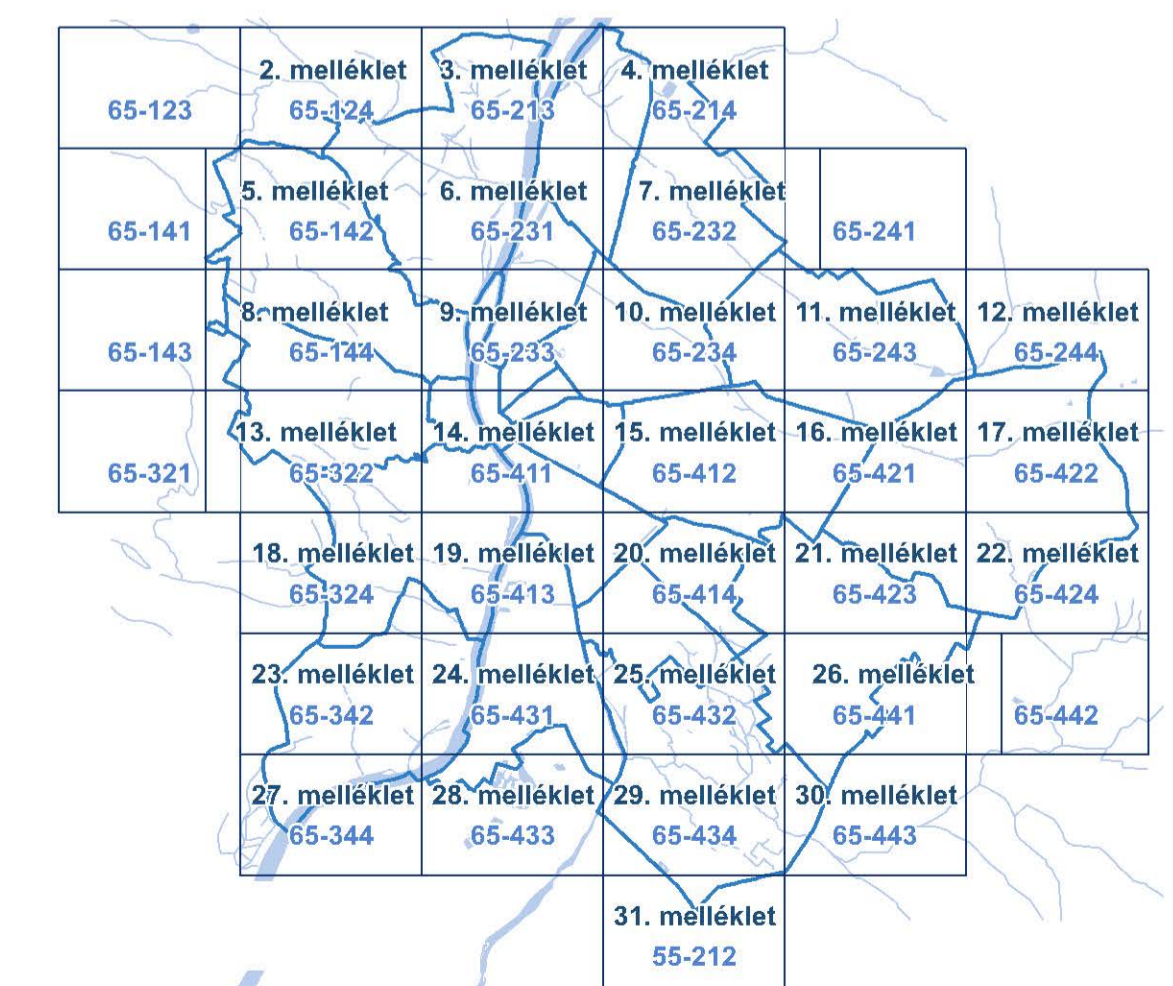 2. melléklet 3. melléklet 4. melléklet
65-123 65-124 65-213 65-214
5. melléklet 6. melléklet 7. melléklet
65-141 65-142 65-231 65-232 65-241
8. melléklet 9. melléklet 10. melléklet 11. melléklet 12. melléklet
65-143 65-144 65-233 65-234 65-243 65-244
13. melléklet 14. melléklet 15. melléklet 16. melléklet 17. melléklet
65-321 65-322 65-411 65-412 65-421 65-422
18. melléklet 19. melléklet 20. melléklet 21. melléklet 22. melléklet
65-324 65-413 65-414 65-423 65-424
23. melléklet 24. melléklet 25. melléklet 26. melléklet
65-342 65-431 65-432 65-441 65-442
27. melléklet 28. melléklet 29. melléklet 30. melléklet
65-344 65-433 65-434 65-443
31. melléklet
55-212